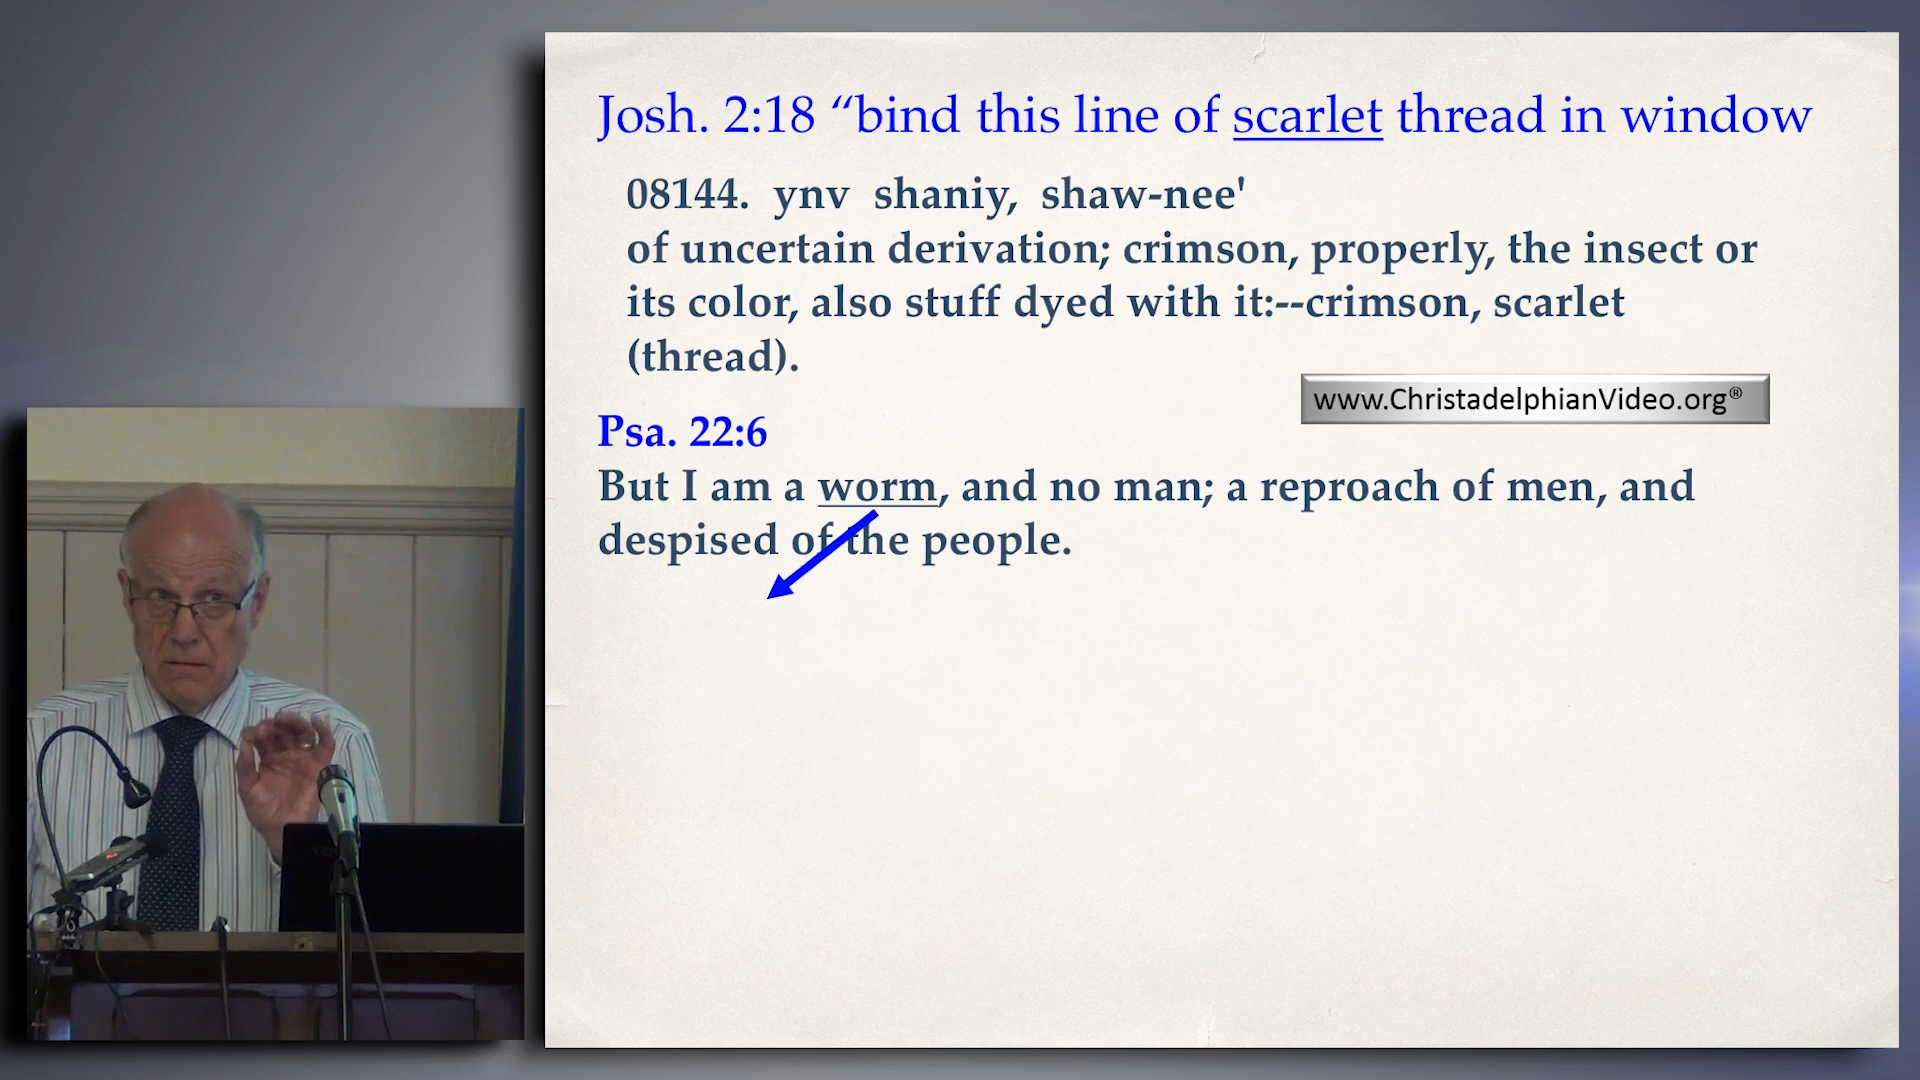 Josh. 2:18 “bind this line of scarlet thread in window
08144. ynv shaniy, shaw-nee'
of uncertain derivation; crimson, properly, the insect or
its color, also stuff dyed with it:--crimson, scarlet
(thread).
www.ChristadelphianVideo.org®
Psa. 22:6
But I am a worm, and no man; a reproach of men, and
despised of the people.